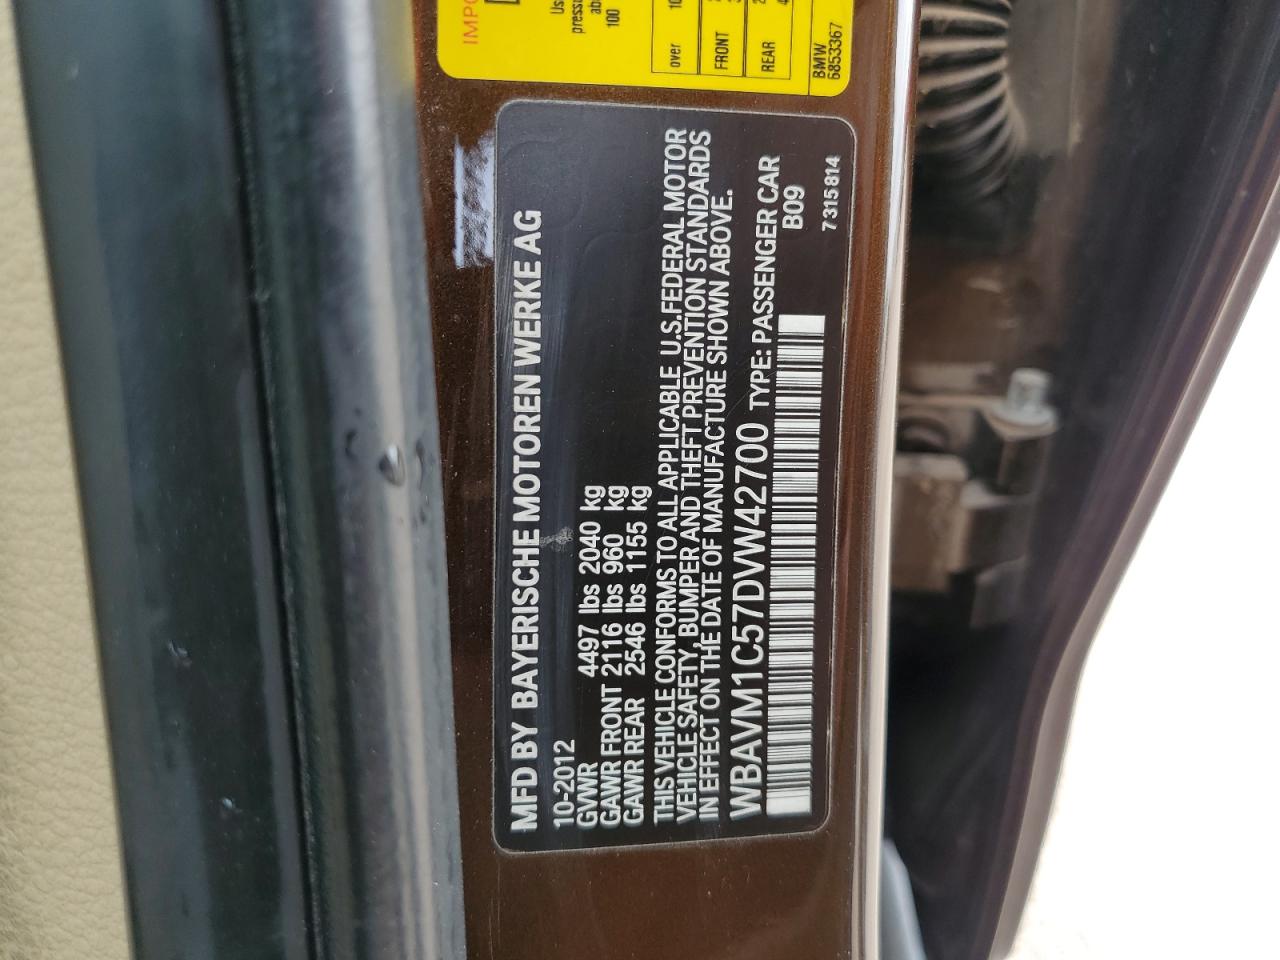 MFD BY BAYERISCHE MOTOREN WERKE AG
10-2012
GVWR 4497 lbs 2040 kg
GAWR FRONT 2116 lbs 960 kg
GAWR REAR 2546 lbs 1155 kg
THIS VEHICLE CONFORMS TO ALL APPLICABLE U.S.FEDERAL MOTOR
VEHICLE SAFETY, BUMPER AND THEFT PREVENTION STANDARDS
IN EFFECT ON THE DATE OF MANUFACTURE SHOWN ABOVE.
WBAVM1C57DVW42700 TYPE: PASSENGER CAR
B09
7315814
over
FRONT
REAR
BMW
6853367
100